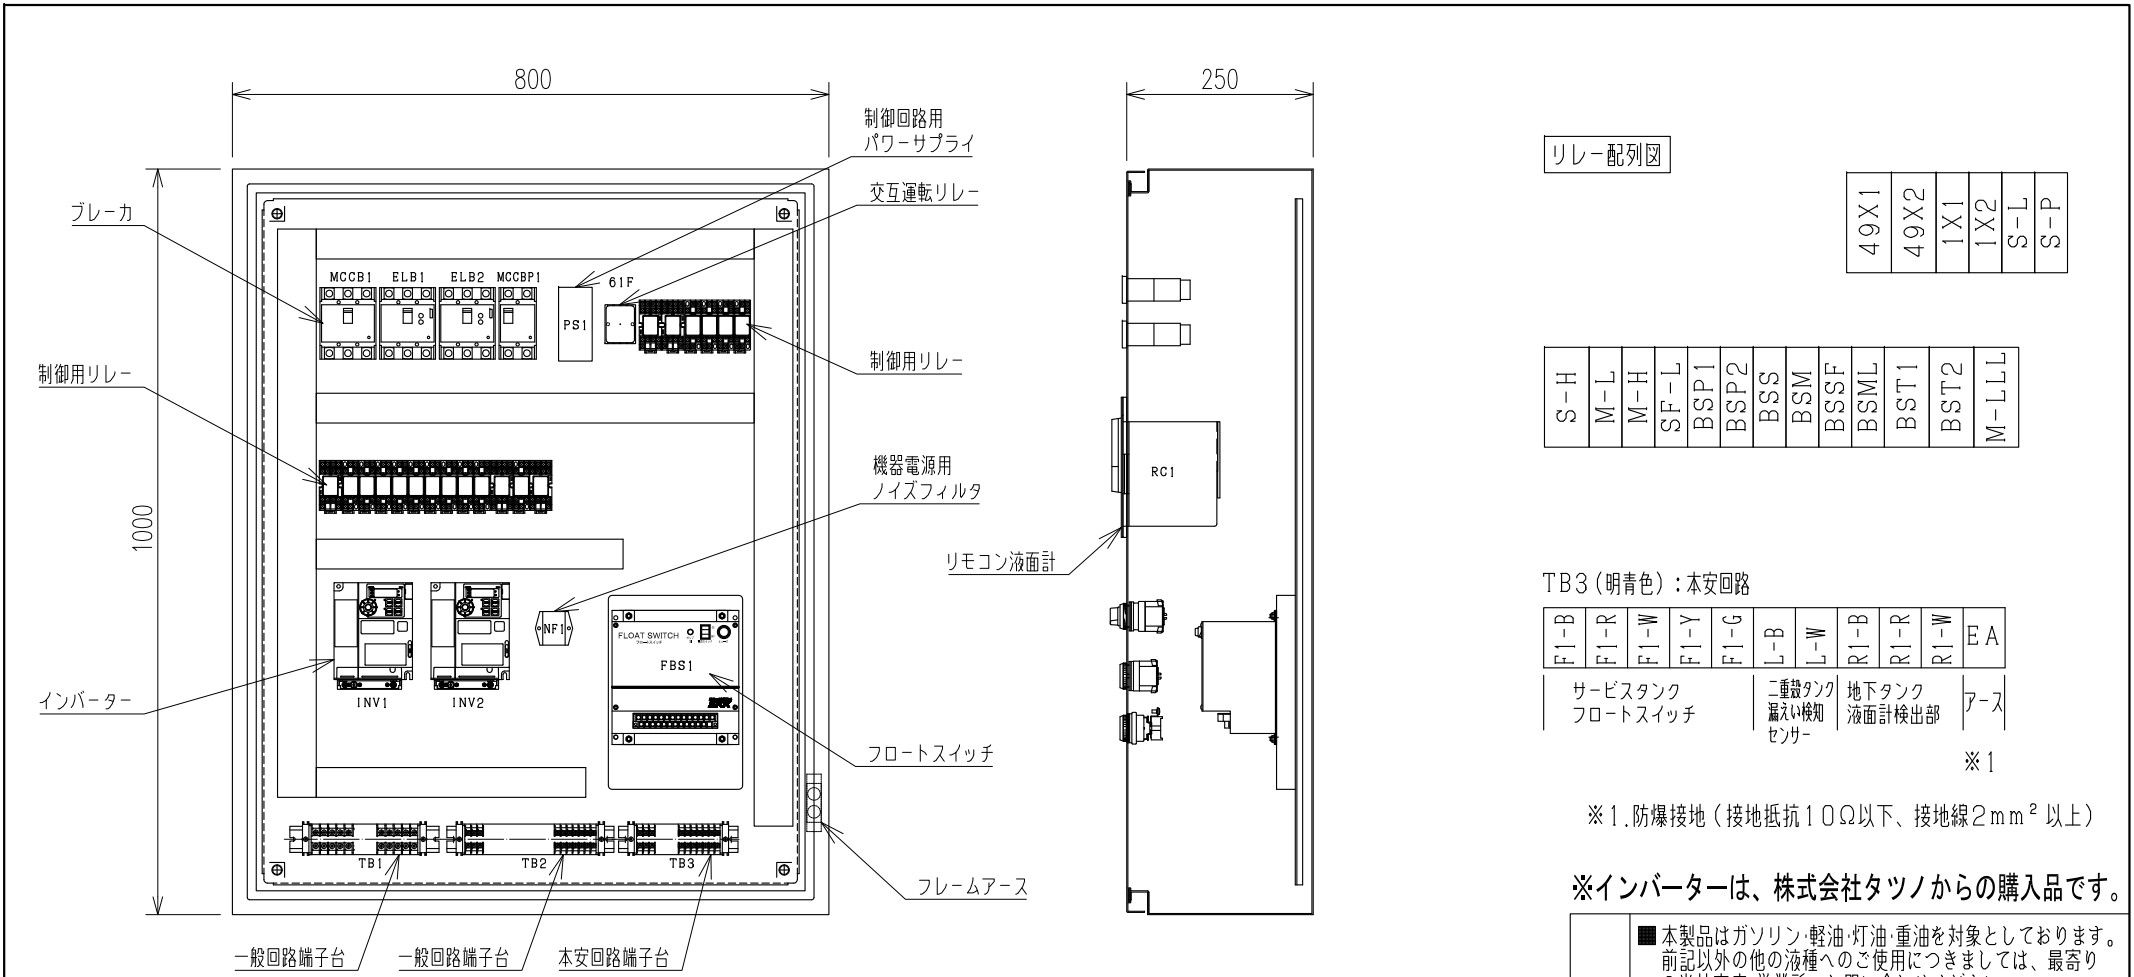 800
250
1000
制御回路用
パワーサプライ
交互運転リレー
ブレーカ
MCCB1 ELB1 ELB2 MCCBP1
61F
PS1
制御用リレー
制御用リレー
機器電源用
ノイズフィルタ
NF1
FLOAT SWITCH
フロートスイッチ
FBS1
インバーター
INV1 INV2
フロートスイッチ
TB1 TB2 TB3
フレームアース
一般回路端子台 一般回路端子台 本安回路端子台
RC1
リモコン液面計
リレー配列図
49X1 49X2 1X1 1X2 S-L S-P
S-H M-L M-H SF-L BSP1 BSP2 BSS BSM BSSF BSML BST1 BST2 M-LLL
TB3(明青色):本安回路
F1-B F1-R F1-W F1-Y F1-G L-B L-W R1-B R1-R R1-W EA
サービスタンク
フロートスイッチ
二重殻タンク
漏えい検知
センサー
地下タンク
液面計検出部
アース
※1
※1.防爆接地(接地抵抗10Ω以下、接地線2mm²以上)
※インバーターは、株式会社タツノからの購入品です。
■本製品はガソリン・軽油・灯油・重油を対象としております。
前記以外の他の液種へのご使用につきましては、最寄り